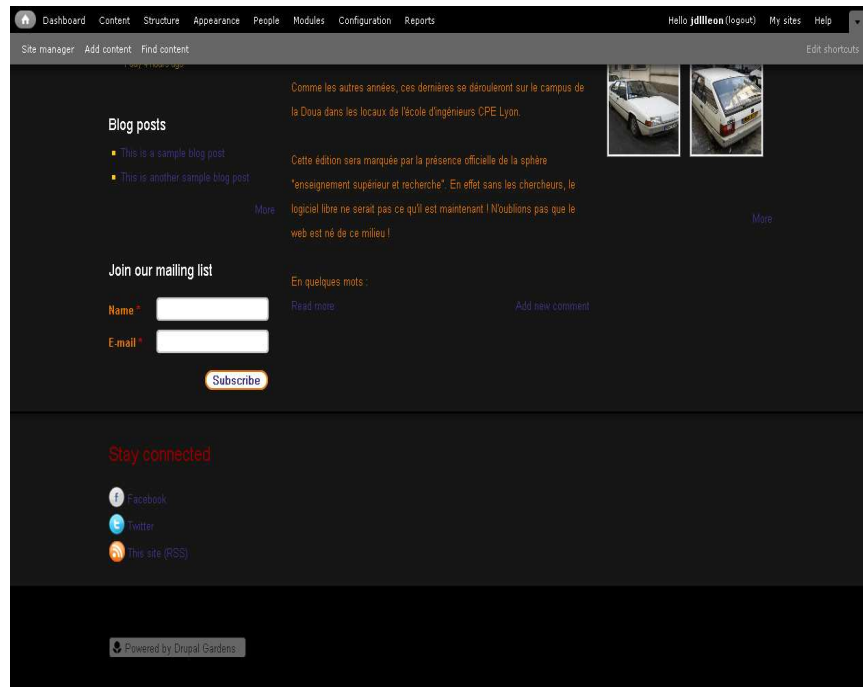 Dashboard Content Structure Appearance People Modules Configuration Reports Hello jdllleon (logout) My sites Help
Site manager Add content Find content Edit shortcuts
1 day 4 hours ago
Blog posts
This is a sample blog post
This is another sample blog post
More
Join our mailing list
Name *
E-mail *
Subscribe
Comme les autres années, ces dernières se dérouleront sur le campus de
la Doua dans les locaux de l'école d'ingénieurs CPE Lyon.
Cette édition sera marquée par la présence officielle de la sphère
"enseignement supérieur et recherche". En effet sans les chercheurs, le
logiciel libre ne serait pas ce qu'il est maintenant ! N'oublions pas que le
web est né de ce milieu !
En quelques mots :
Read more Add new comment
More
Stay connected
Facebook
Twitter
This site (RSS)
Powered by Drupal Gardens